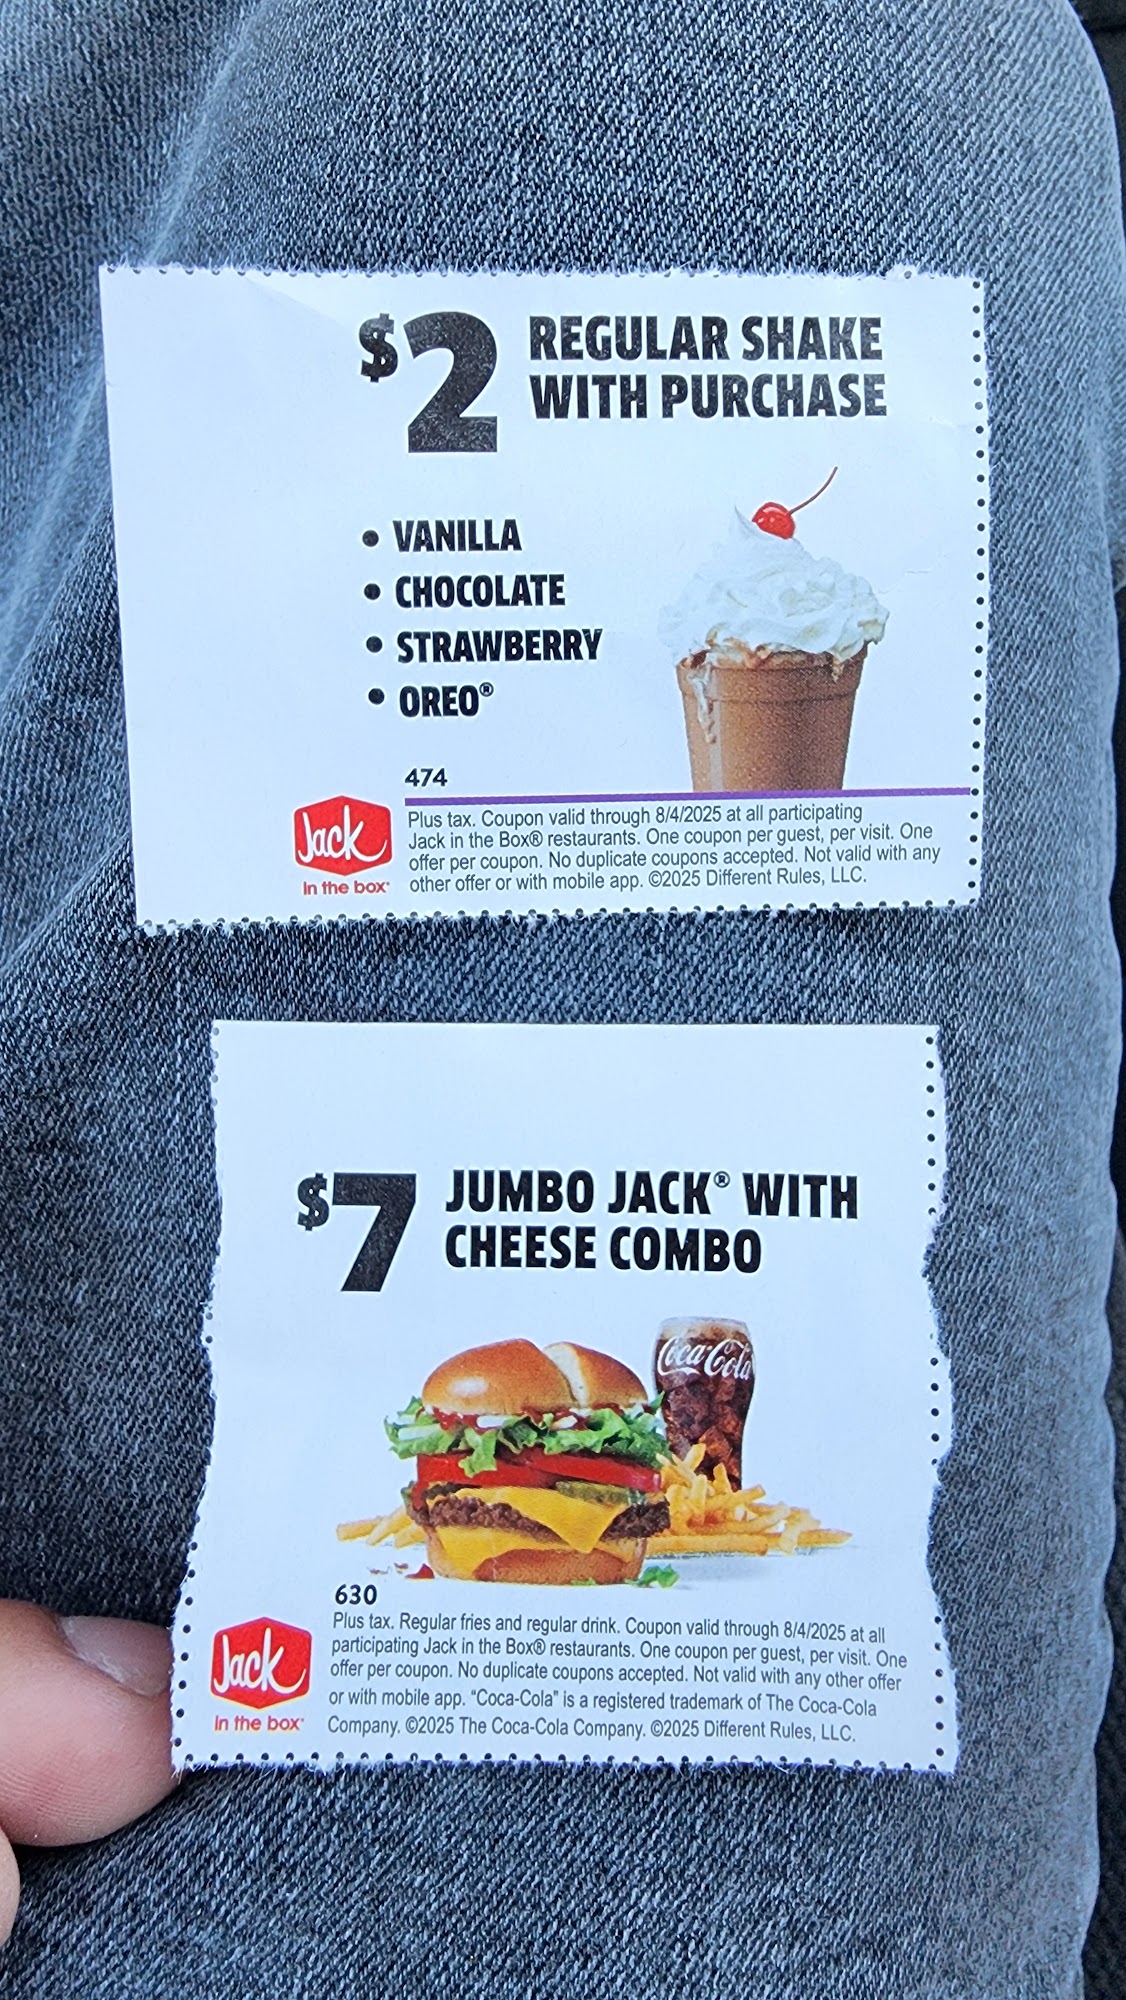 $2 REGULAR SHAKE
WITH PURCHASE
• VANILLA
• CHOCOLATE
• STRAWBERRY
• OREO®
474
Jack
in the box®
Plus tax. Coupon valid through 8/4/2025 at all participating
Jack in the Box® restaurants. One coupon per guest, per visit. One
offer per coupon. No duplicate coupons accepted. Not valid with any
other offer or with mobile app. ©2025 Different Rules, LLC.
$7 JUMBO JACK® WITH
CHEESE COMBO
Coca-Cola
630
Jack
in the box®
Plus tax. Regular fries and regular drink. Coupon valid through 8/4/2025 at all
participating Jack in the Box® restaurants. One coupon per guest, per visit. One
offer per coupon. No duplicate coupons accepted. Not valid with any other offer
or with mobile app. “Coca-Cola” is a registered trademark of The Coca-Cola
Company. ©2025 The Coca-Cola Company. ©2025 Different Rules, LLC.